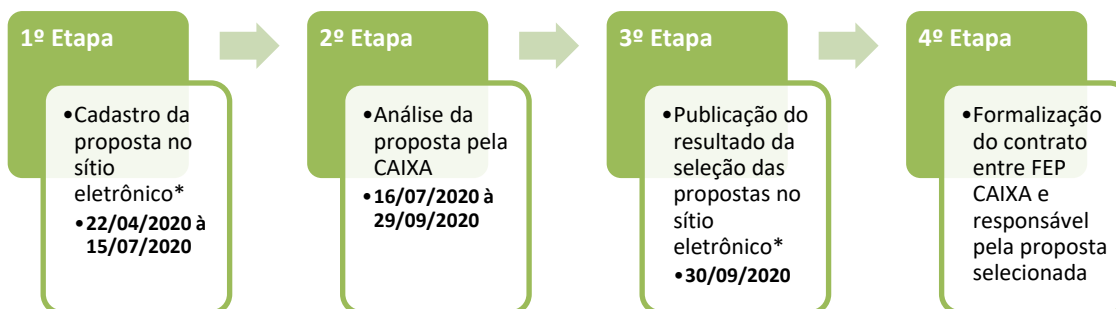 1º Etapa
•Cadastro da
proposta no
sítio
eletrônico*
•22/04/2020 à
15/07/2020
2º Etapa
•Análise da
proposta pela
CAIXA
•16/07/2020 à
29/09/2020
3º Etapa
•Publicação do
resultado da
seleção das
propostas no
sítio
eletrônico*
•30/09/2020
4º Etapa
•Formalização
do contrato
entre FEP
CAIXA e
responsável
pela proposta
selecionada